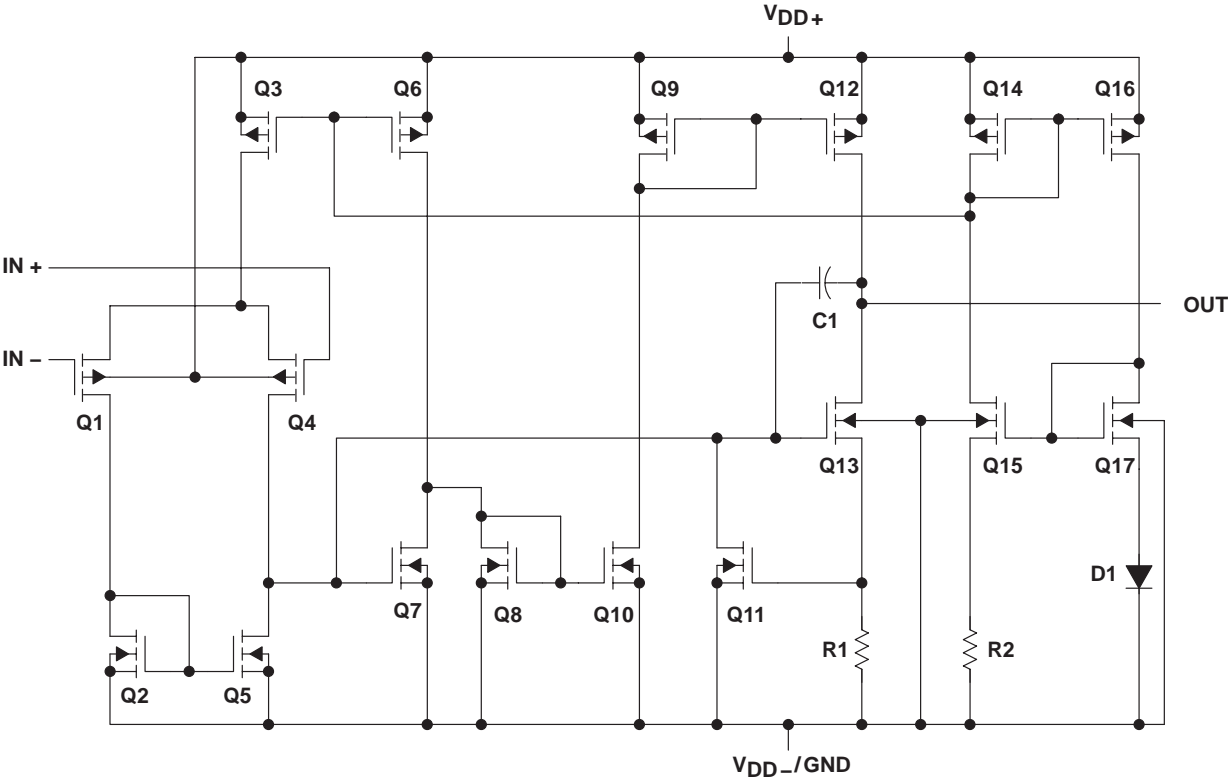 VDD+
Q3
Q6
Q9
Q12
Q14
Q16
IN +
C1
OUT
IN –
Q1
Q4
Q13
Q15
Q17
D1
Q7
Q8
Q10
Q11
R1
R2
Q2
Q5
VDD–/GND